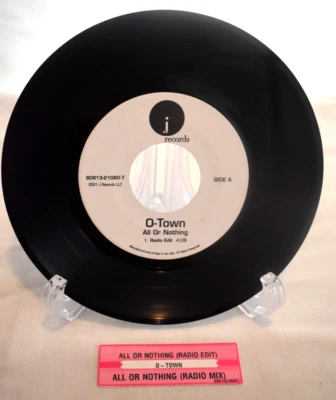 j
records
80813-21060-7
2001 J Records LLC
SIDE A
O-Town
All Or Nothing
1. Radio Edit 4:08
ALL OR NOTHING (RADIO EDIT)
O-TOWN
ALL OR NOTHING (RADIO MIX)